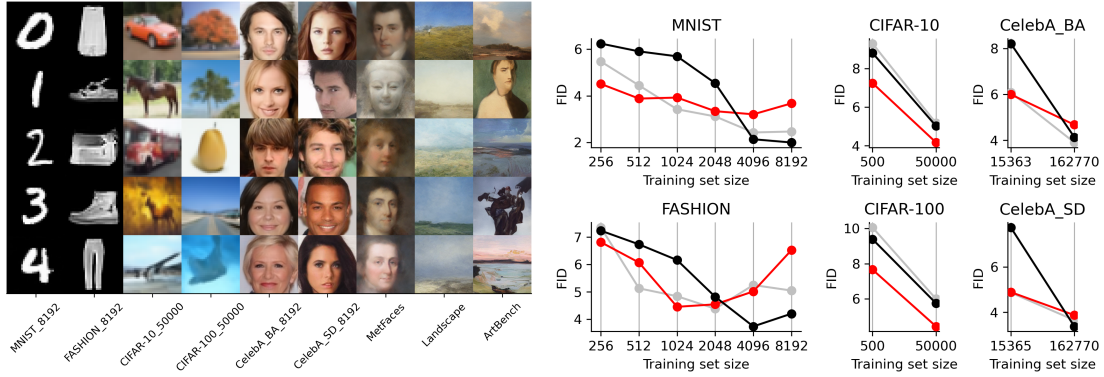 MNIST_8192
FASHION_8192
CIFAR-10_50000
CIFAR-100_50000
CelebA_BA_8192
CelebA_SD_8192
MetFaces
Landscape
ArtBench
MNIST
FID
6
4
2
256 512 1024 2048 4096 8192
Training set size
CIFAR-10
FID
8
6
4
500 50000
Training set size
CelebA_BA
FID
8
6
4
15363 162770
Training set size
FASHION
FID
7
6
5
4
256 512 1024 2048 4096 8192
Training set size
CIFAR-100
FID
10
8
6
500 50000
Training set size
CelebA_SD
FID
6
4
15365 162770
Training set size
0
1
2
3
4